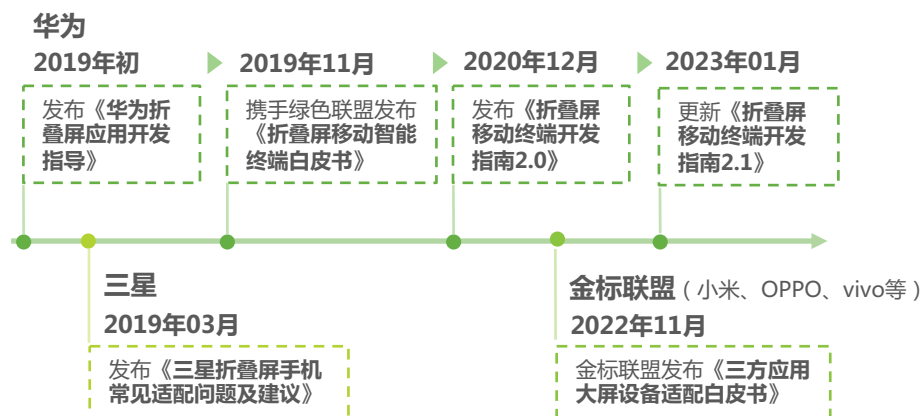 华为
2019年初
2019年11月
2020年12月
2023年01月
发布《华为折
叠屏应用开发
指导》
携手绿色联盟发布
《折叠屏移动智能
终端白皮书》
发布《折叠屏
移动终端开发
指南2.0》
更新《折叠屏
移动终端开发
指南2.1》
三星
2019年03月
发布《三星折叠屏手机
常见适配问题及建议》
金标联盟（小米、OPPO、vivo等）
2022年11月
金标联盟发布《三方应用
大屏设备适配白皮书》